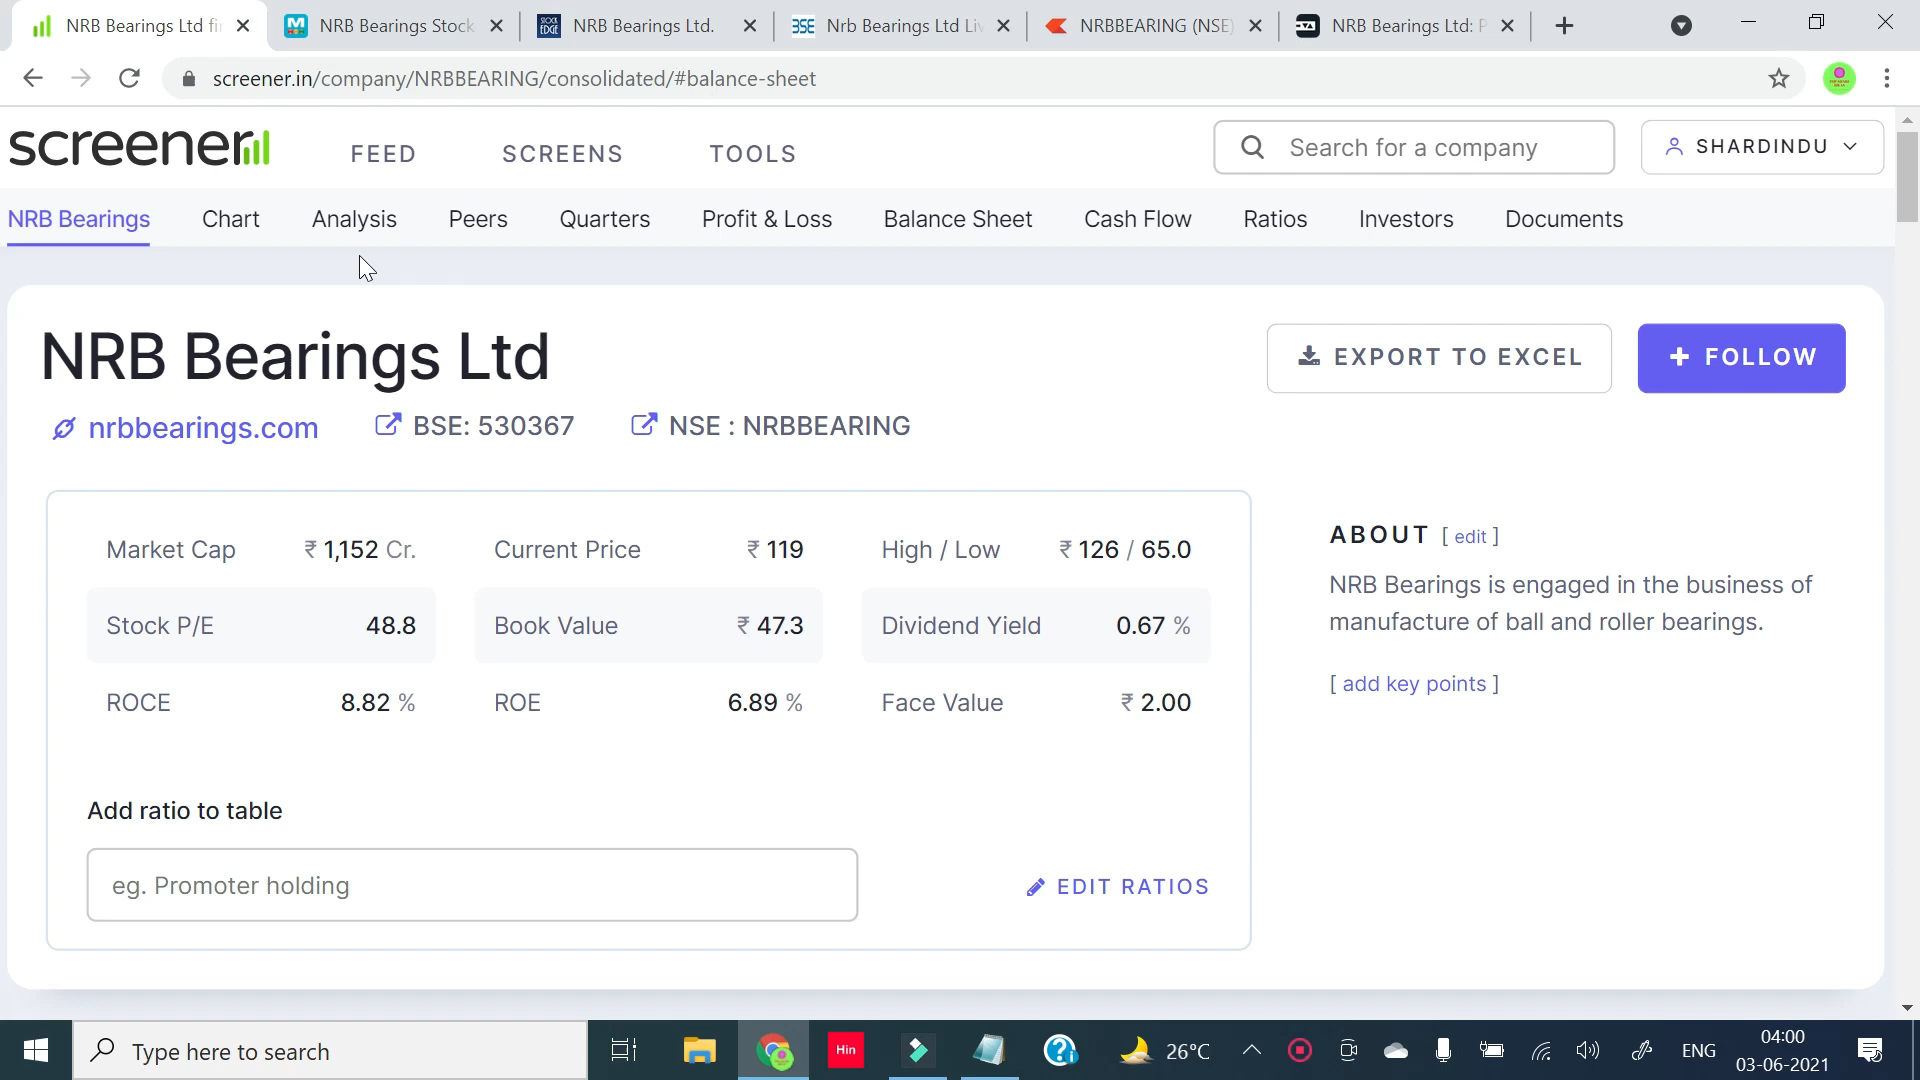 NRB Bearings Ltd fi
NRB Bearings Stock
STOCK EDGE
NRB Bearings Ltd.
BSE
Nrb Bearings Ltd Liv
NRBBEARING (NSE)
NRB Bearings Ltd: P
screener.in/company/NRBBEARING/consolidated/#balance-sheet
screener
FEED
SCREENS
TOOLS
Search for a company
SHARDINDU
NRB Bearings
Chart
Analysis
Peers
Quarters
Profit & Loss
Balance Sheet
Cash Flow
Ratios
Investors
Documents
NRB Bearings Ltd
EXPORT TO EXCEL
+ FOLLOW
nrbbearings.com
BSE: 530367
NSE : NRBBEARING
Market Cap ₹ 1,152 Cr.
Current Price ₹ 119
High / Low ₹ 126 / 65.0
Stock P/E 48.8
Book Value ₹ 47.3
Dividend Yield 0.67 %
ROCE 8.82 %
ROE 6.89 %
Face Value ₹ 2.00
Add ratio to table
eg. Promoter holding
EDIT RATIOS
ABOUT [ edit ]
NRB Bearings is engaged in the business of
manufacture of ball and roller bearings.
[ add key points ]
Type here to search
Hin
26°C
ENG
04:00
03-06-2021